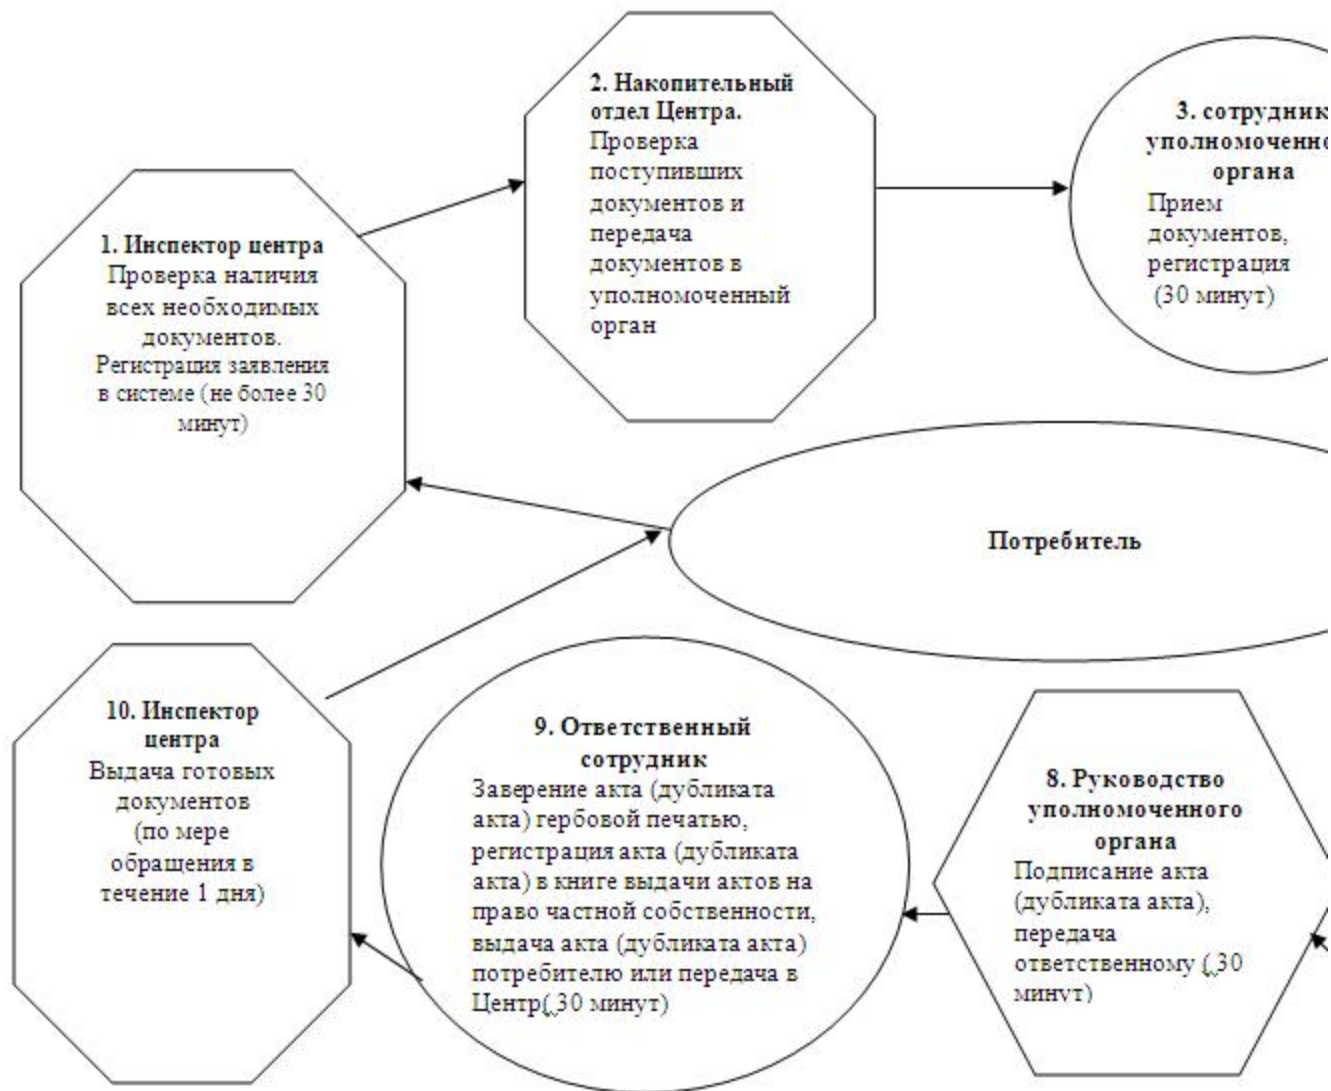 1. Инспектор центра
Проверка наличия
всех необходимых
документов.
Регистрация заявления
в системе (не более 30
минут)
2. Накопительный
отдел Центра.
Проверка
поступивших
документов и
передача
документов в
уполномоченный
орган
3. сотрудник
уполномоченно
органа
Прием
документов,
регистрация
(30 минут)
Потребитель
10. Инспектор
центра
Выдача готовых
документов
(по мере
обращения в
течение 1 дня)
9. Ответственный
сотрудник
Заверение акта (дубликата
акта) гербовой печатью,
регистрация акта (дубликата
акта) в книге выдачи актов на
право частной собственности,
выдача акта (дубликата акта)
потребителю или передача в
Центр( 30 минут)
8. Руководство
уполномоченного
органа
Подписание акта
(дубликата акта),
передача
ответственному ( 30
минут)